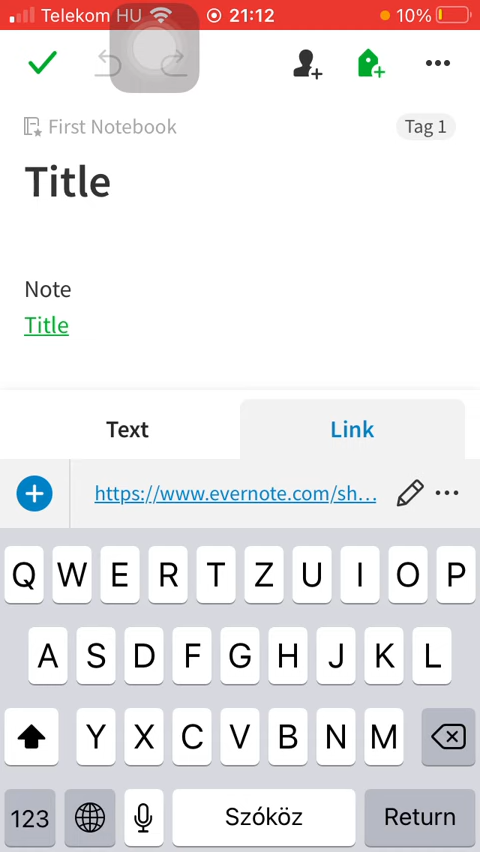 Telekom HU 21:12 10%
First Notebook Tag 1
Title
Note
Title
Text Link
https://www.evernote.com/sh...
Q W E R T Z U I O P
A S D F G H J K L
Y X C V B N M
123 Szóköz Return